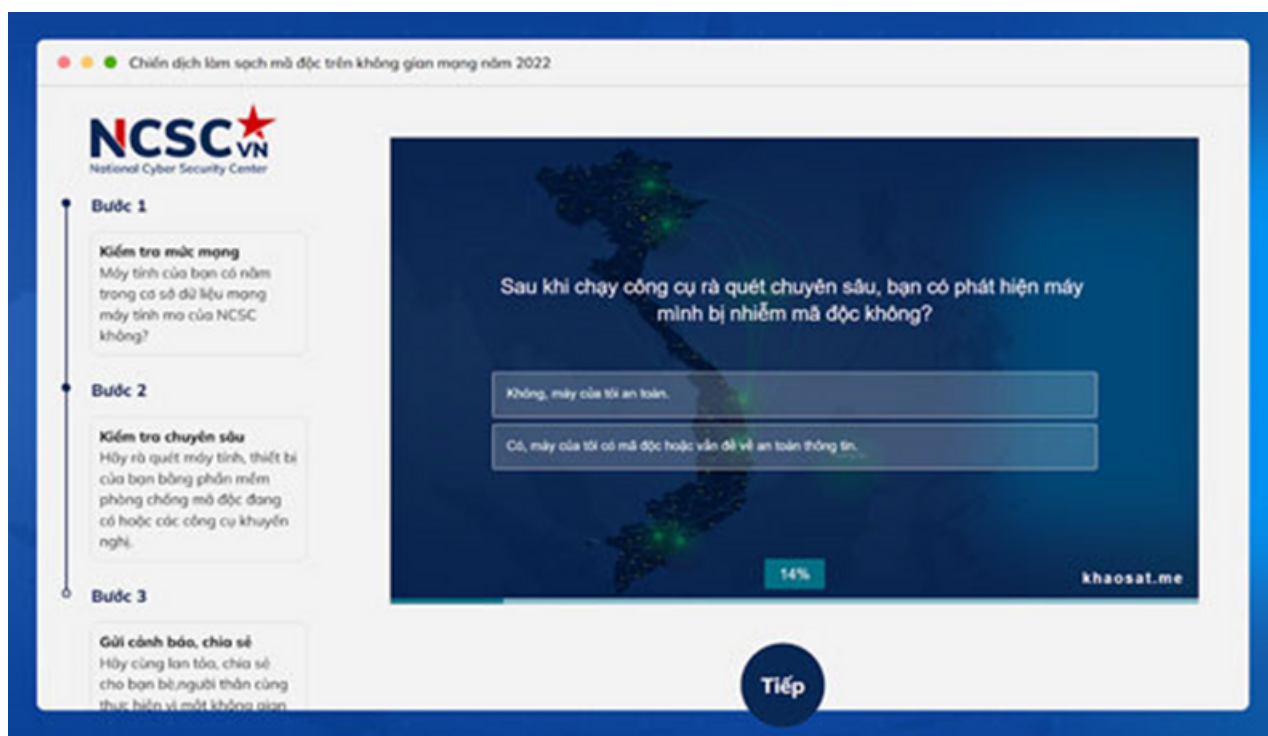 Chiến dịch làm sạch mã độc trên không gian mạng năm 2022
NCSC VN
National Cyber Security Center
Bước 1
Kiểm tra mức mạng
Máy tính của bạn có nằm
trong cơ sở dữ liệu mạng
máy tính ma của NCSC
không?
Bước 2
Kiểm tra chuyên sâu
Hãy rà quét máy tính, thiết bị
của bạn bằng phần mềm
phòng chống mã độc đang
có hoặc các công cụ khuyến
nghị.
Bước 3
Gửi cảnh báo, chia sẻ
Hãy cùng lan tỏa, chia sẻ
cho bạn bè,người thân cùng
thực hiện vì một không gian
Sau khi chạy công cụ rà quét chuyên sâu, bạn có phát hiện máy
mình bị nhiễm mã độc không?
Không, máy của tôi an toàn.
Có, máy của tôi có mã độc hoặc vấn đề về an toàn thông tin.
14%
khaosat.me
Tiếp